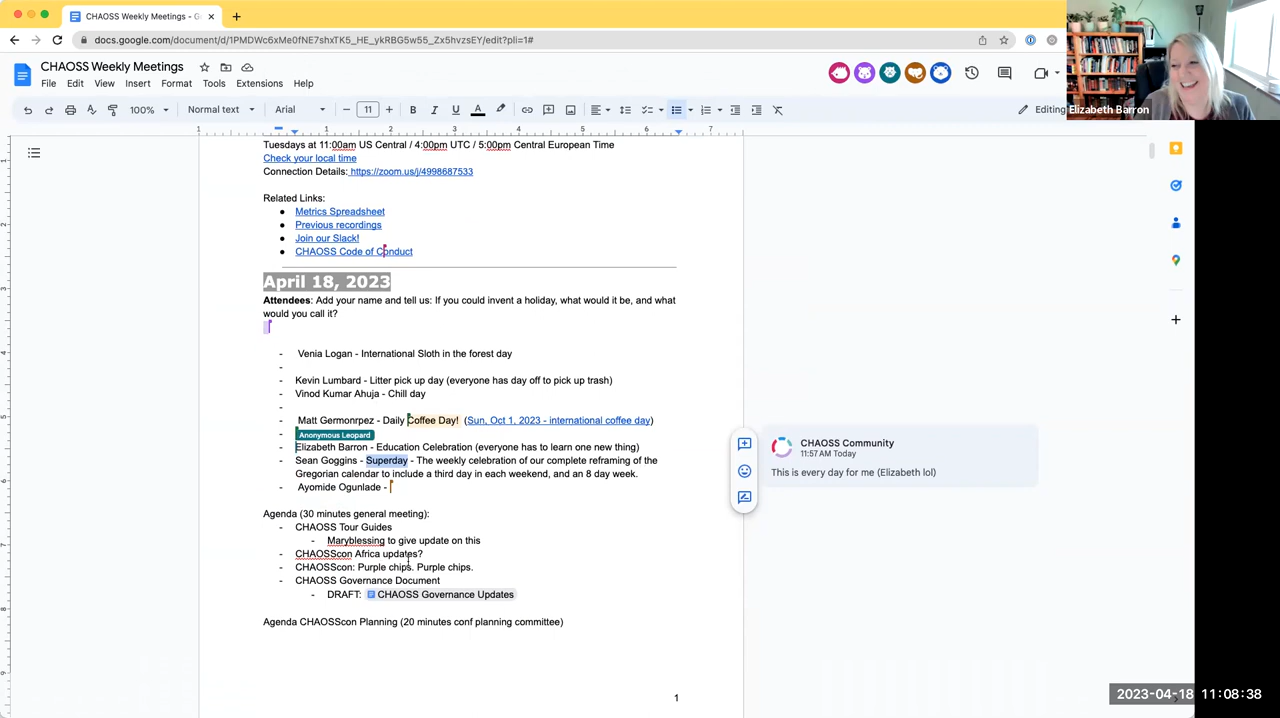 CHAOSS Weekly Meetings - G
docs.google.com/document/d/1PMDWc6xMe0fNE7shxTK5_HE_ykRBG5w55_Zx5hvzsEY/edit?pli=1#
CHAOSS Weekly Meetings
File Edit View Insert Format Tools Extensions Help
100% Normal text Arial 11 Editing
Elizabeth Barron
1 1 2 3 4 5 6 7
Tuesdays at 11:00am US Central / 4:00pm UTC / 5:00pm Central European Time
Check your local time
Connection Details: https://zoom.us/j/4998687533
Related Links:
● Metrics Spreadsheet
● Previous recordings
● Join our Slack!
● CHAOSS Code of Conduct
April 18, 2023
Attendees: Add your name and tell us: If you could invent a holiday, what would it be, and what
would you call it?
- Venia Logan - International Sloth in the forest day
-
- Kevin Lumbard - Litter pick up day (everyone has day off to pick up trash)
- Vinod Kumar Ahuja - Chill day
-
- Matt Germonrpez - Daily Coffee Day! (Sun, Oct 1, 2023 - international coffee day)
- Anonymous Leopard
- Elizabeth Barron - Education Celebration (everyone has to learn one new thing)
- Sean Goggins - Superday - The weekly celebration of our complete reframing of the
Gregorian calendar to include a third day in each weekend, and an 8 day week.
- Ayomide Ogunlade -
CHAOSS Community
11:57 AM Today
This is every day for me (Elizabeth lol)
Agenda (30 minutes general meeting):
- CHAOSS Tour Guides
- Maryblessing to give update on this
- CHAOSScon Africa updates?
- CHAOSScon: Purple chips. Purple chips.
- CHAOSS Governance Document
- DRAFT: CHAOSS Governance Updates
Agenda CHAOSScon Planning (20 minutes conf planning committee)
1
2023-04-18 11:08:38